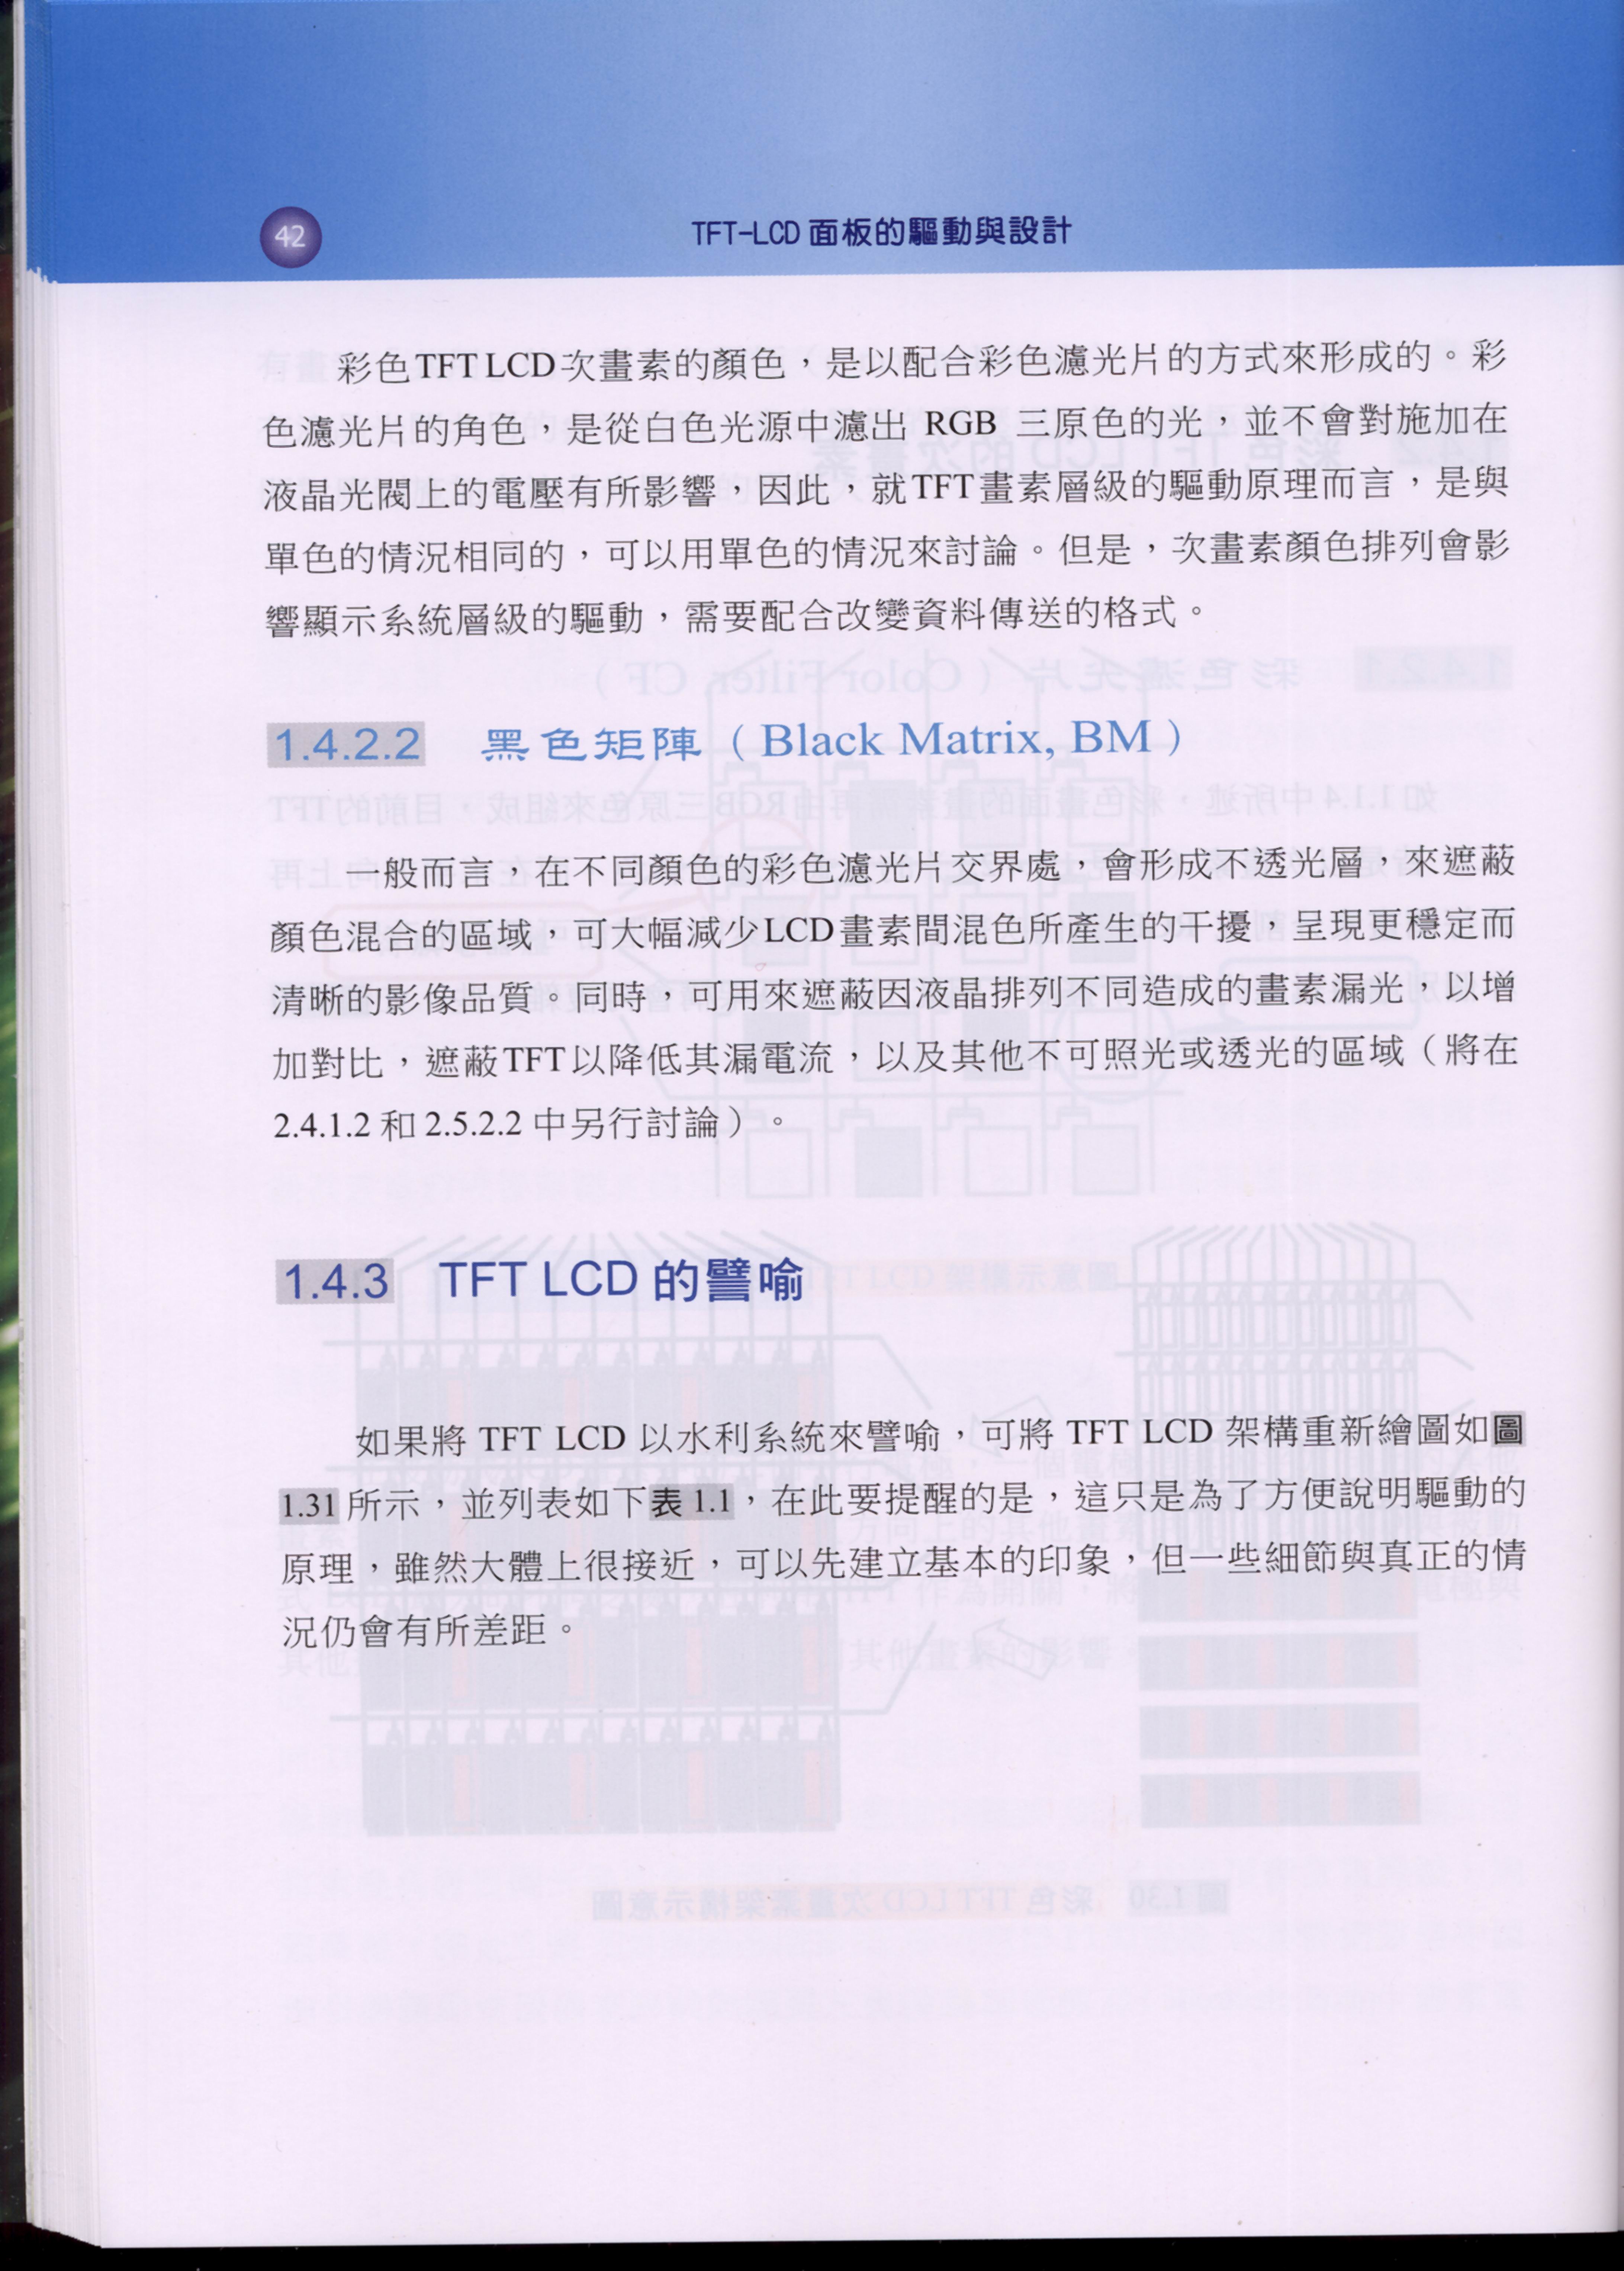 42
TFT-LCD 面板的驅動與設計
彩色TFT LCD次畫素的顏色，是以配合彩色濾光片的方式來形成的。彩
色濾光片的角色，是從白色光源中濾出 RGB 三原色的光，並不會對施加在
液晶光閥上的電壓有所影響，因此，就TFT畫素層級的驅動原理而言，是與
單色的情況相同的，可以用單色的情況來討論。但是，次畫素顏色排列會影
響顯示系統層級的驅動，需要配合改變資料傳送的格式。
1.4.2.2 黑色矩陣（Black Matrix, BM）
一般而言，在不同顏色的彩色濾光片交界處，會形成不透光層，來遮蔽
顏色混合的區域，可大幅減少LCD畫素間混色所產生的干擾，呈現更穩定而
清晰的影像品質。同時，可用來遮蔽因液晶排列不同造成的畫素漏光，以增
加對比，遮蔽TFT以降低其漏電流，以及其他不可照光或透光的區域（將在
2.4.1.2 和 2.5.2.2 中另行討論）。
1.4.3 TFT LCD 的譬喻
如果將 TFT LCD 以水利系統來譬喻，可將 TFT LCD 架構重新繪圖如圖
1.31 所示，並列表如下表 1.1，在此要提醒的是，這只是為了方便說明驅動的
原理，雖然大體上很接近，可以先建立基本的印象，但一些細節與真正的情
況仍會有所差距。